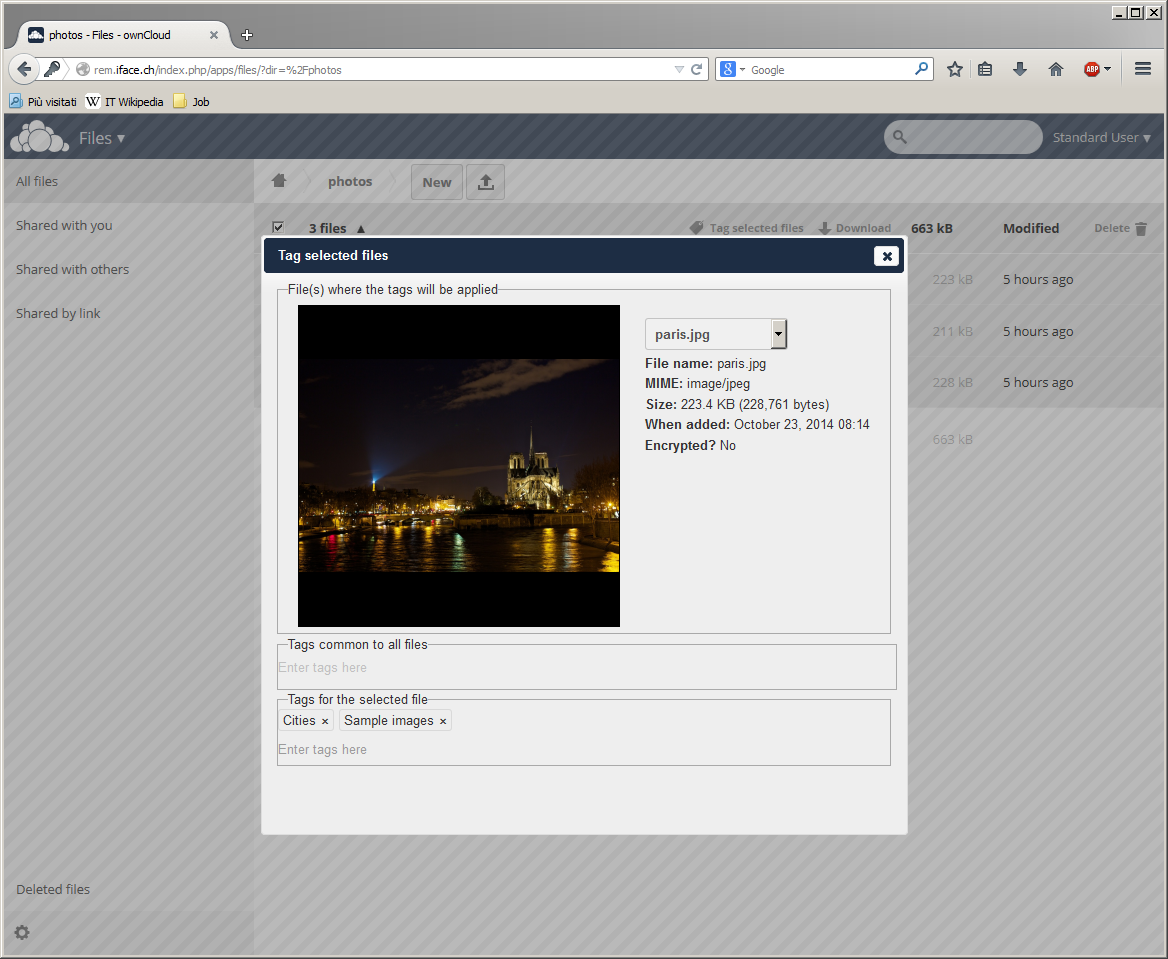 photos - Files - ownCloud
rem.iface.ch/index.php/apps/files/?dir=%2Fphotos
8 Google
ABP
Più visitati W IT Wikipedia Job
Files ▾
Standard User ▾
All files
photos
New
Shared with you
3 files ▲
Tag selected files
Download
663 kB
Modified
Delete
Tag selected files
File(s) where the tags will be applied
Shared with others
223 kB
5 hours ago
Shared by link
paris.jpg
211 kB
5 hours ago
File name: paris.jpg
MIME: image/jpeg
228 kB
5 hours ago
Size: 223.4 KB (228,761 bytes)
When added: October 23, 2014 08:14
Encrypted? No
663 kB
Tags common to all files
Enter tags here
Tags for the selected file
Cities × Sample images ×
Enter tags here
Deleted files